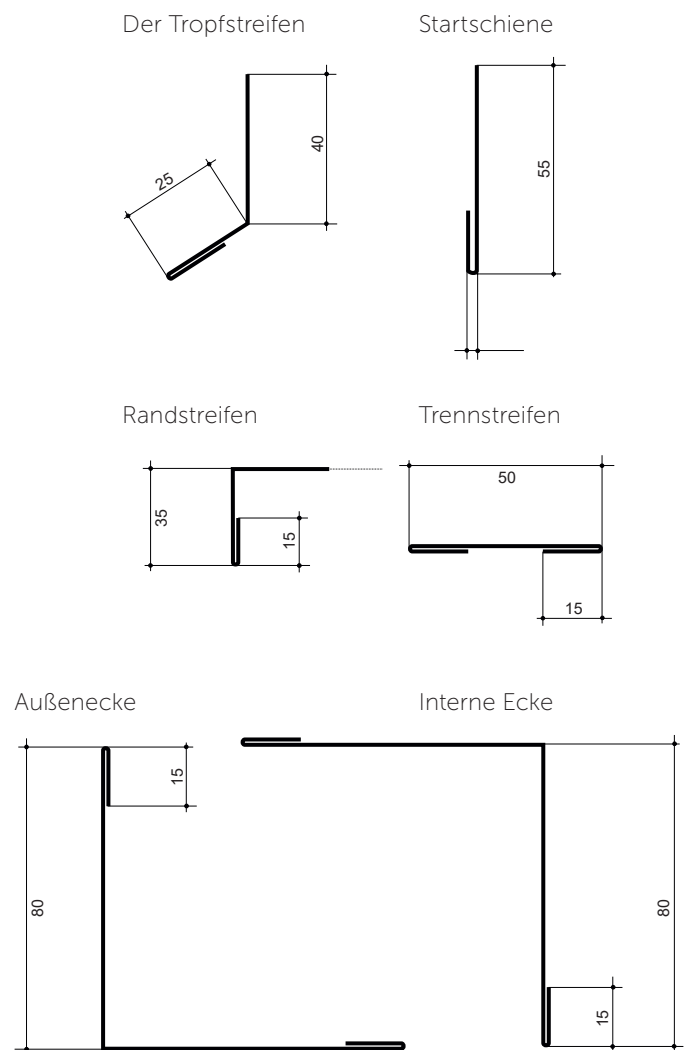 Der Tropfstreifen
Startschiene
40
25
55
Randstreifen
Trennstreifen
35
15
50
15
Außenecke
Interne Ecke
80
15
80
15